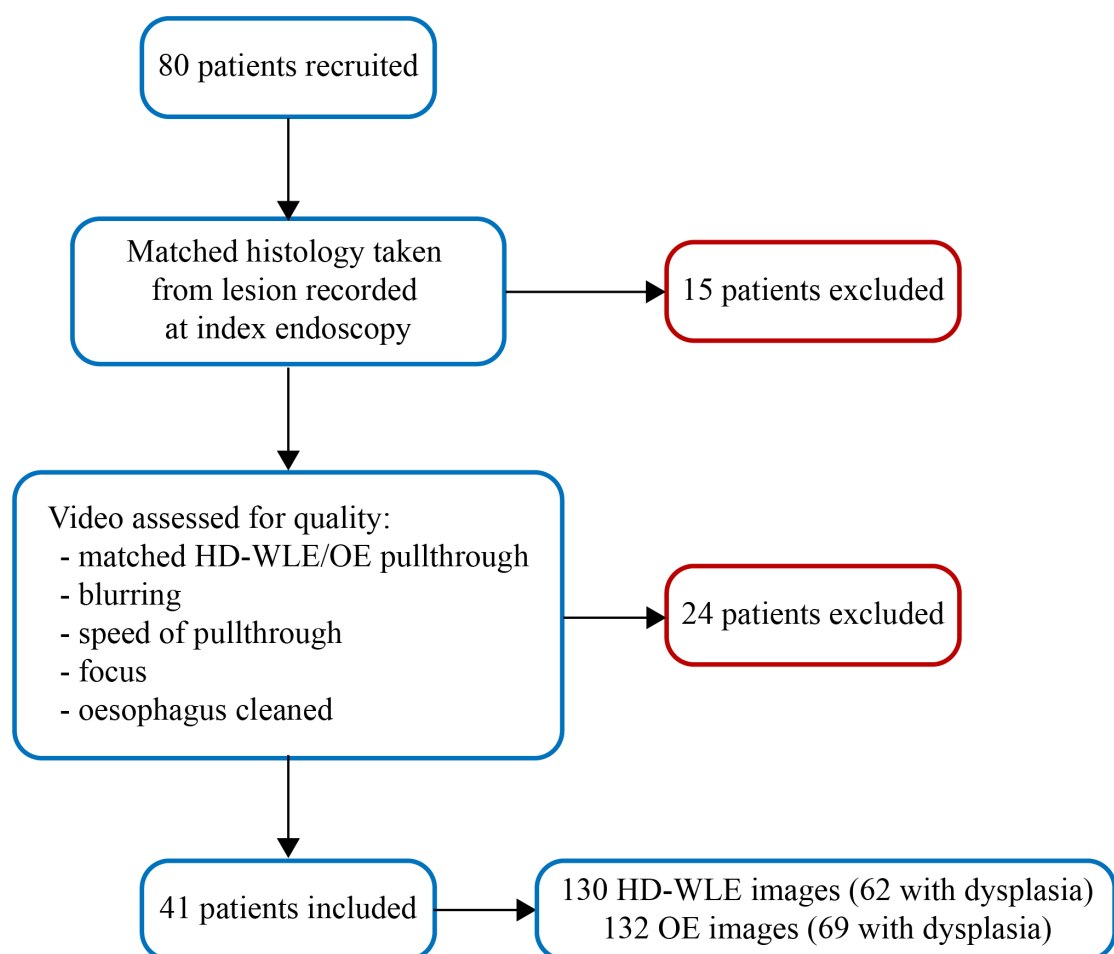 80 patients recruited
Matched histology taken
from lesion recorded
at index endoscopy
15 patients excluded
Video assessed for quality:
- matched HD-WLE/OE pullthrough
- blurring
- speed of pullthrough
- focus
- oesophagus cleaned
24 patients excluded
41 patients included
130 HD-WLE images (62 with dysplasia)
132 OE images (69 with dysplasia)